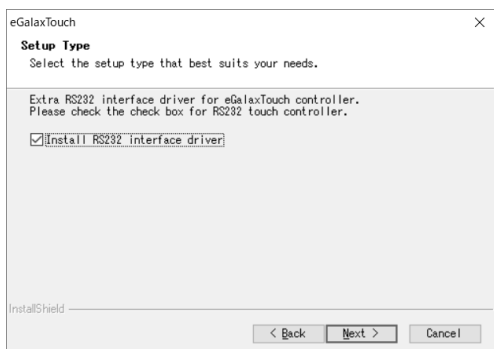 eGalaxTouch
Setup Type
Select the setup type that best suits your needs.
Extra RS232 interface driver for eGalaxTouch controller.
Please check the check box for RS232 touch controller.
Install RS232 interface driver
InstallShield
< Back Next > Cancel